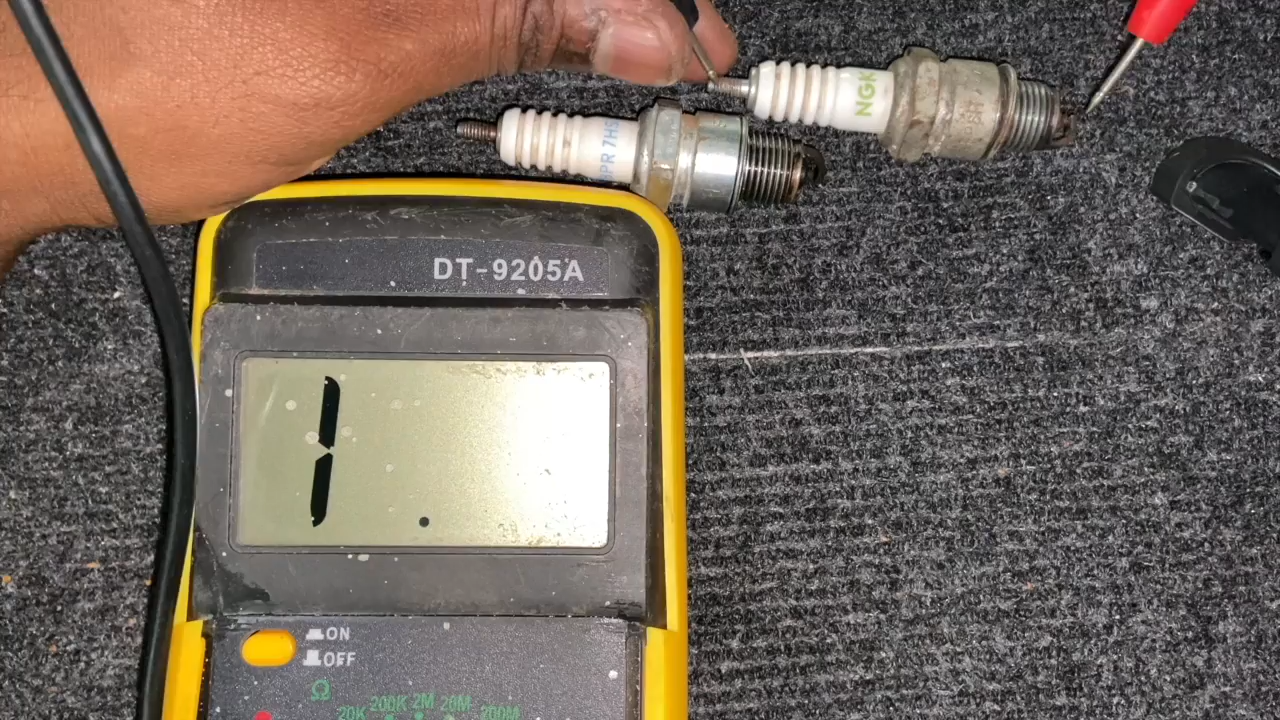 NGK
PR 7HS
DT-9205A
1 .
ON
OFF
Ω
20K 200K 2M 20M 200M